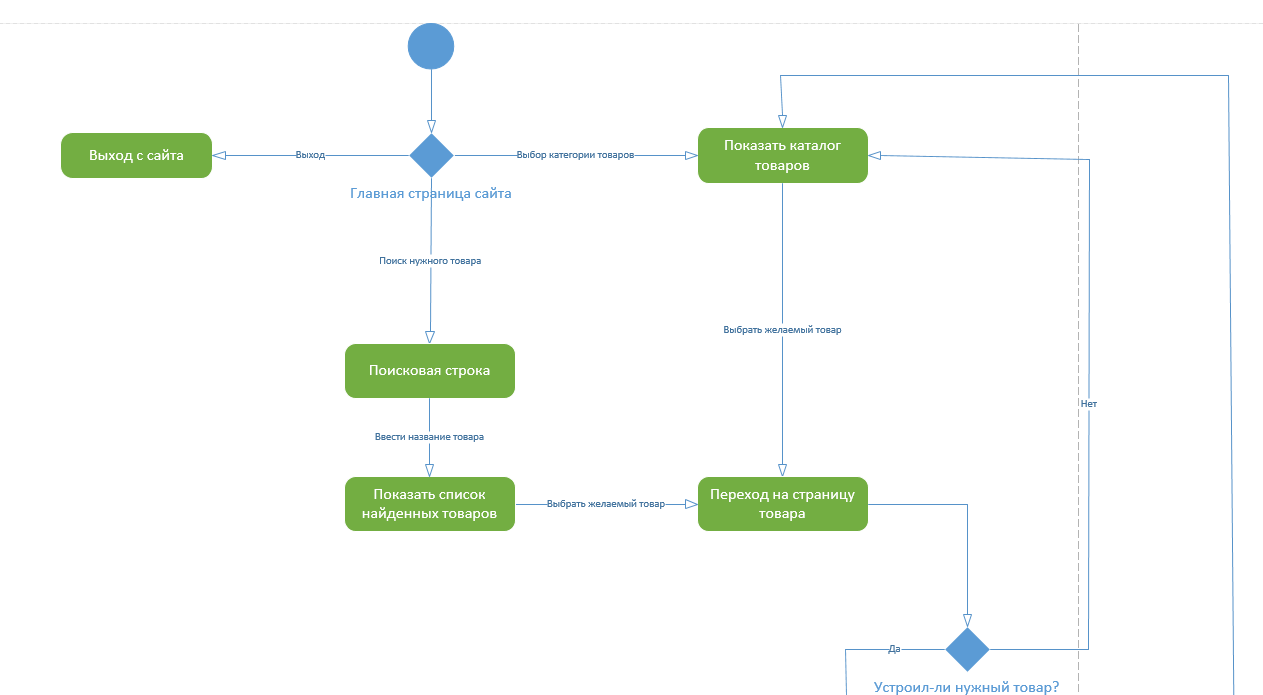 Выход с сайта
Выход
Выбор категории товаров
Показать каталог
товаров
Главная страница сайта
Поиск нужного товара
Выбрать желаемый товар
Поисковая строка
Нет
Ввести название товара
Показать список
найденных товаров
Выбрать желаемый товар
Переход на страницу
товара
Да
Устроил-ли нужный товар?